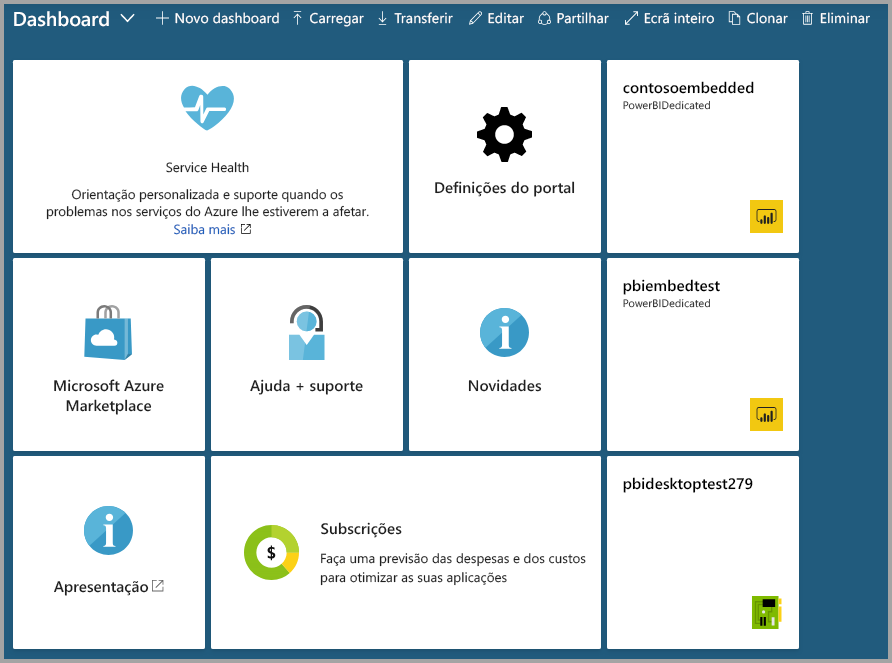 Dashboard
Novo dashboard
Carregar
Transferir
Editar
Partilhar
Ecrã inteiro
Clonar
Eliminar
Service Health
Orientação personalizada e suporte quando os
problemas nos serviços do Azure lhe estiverem a afetar.
Saiba mais
Definições do portal
contosoembedded
PowerBIDedicated
Microsoft Azure
Marketplace
Ajuda + suporte
Novidades
pbiembedtest
PowerBIDedicated
Apresentação
$
Subscrições
Faça uma previsão das despesas e dos custos
para otimizar as suas aplicações
pbidesktoptest279